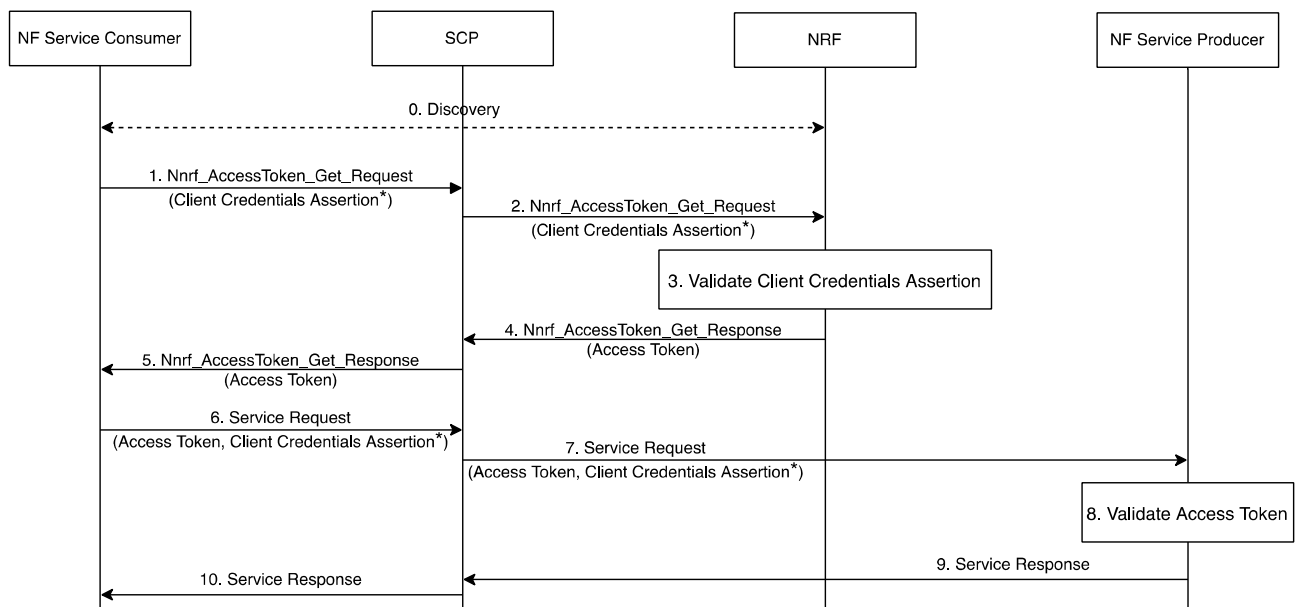 NF Service Consumer
SCP
NRF
NF Service Producer
0. Discovery
1. Nnrf_AccessToken_Get_Request
(Client Credentials Assertion*)
2. Nnrf_AccessToken_Get_Request
(Client Credentials Assertion*)
3. Validate Client Credentials Assertion
4. Nnrf_AccessToken_Get_Response
(Access Token)
5. Nnrf_AccessToken_Get_Response
(Access Token)
6. Service Request
(Access Token, Client Credentials Assertion*)
7. Service Request
(Access Token, Client Credentials Assertion*)
8. Validate Access Token
9. Service Response
10. Service Response